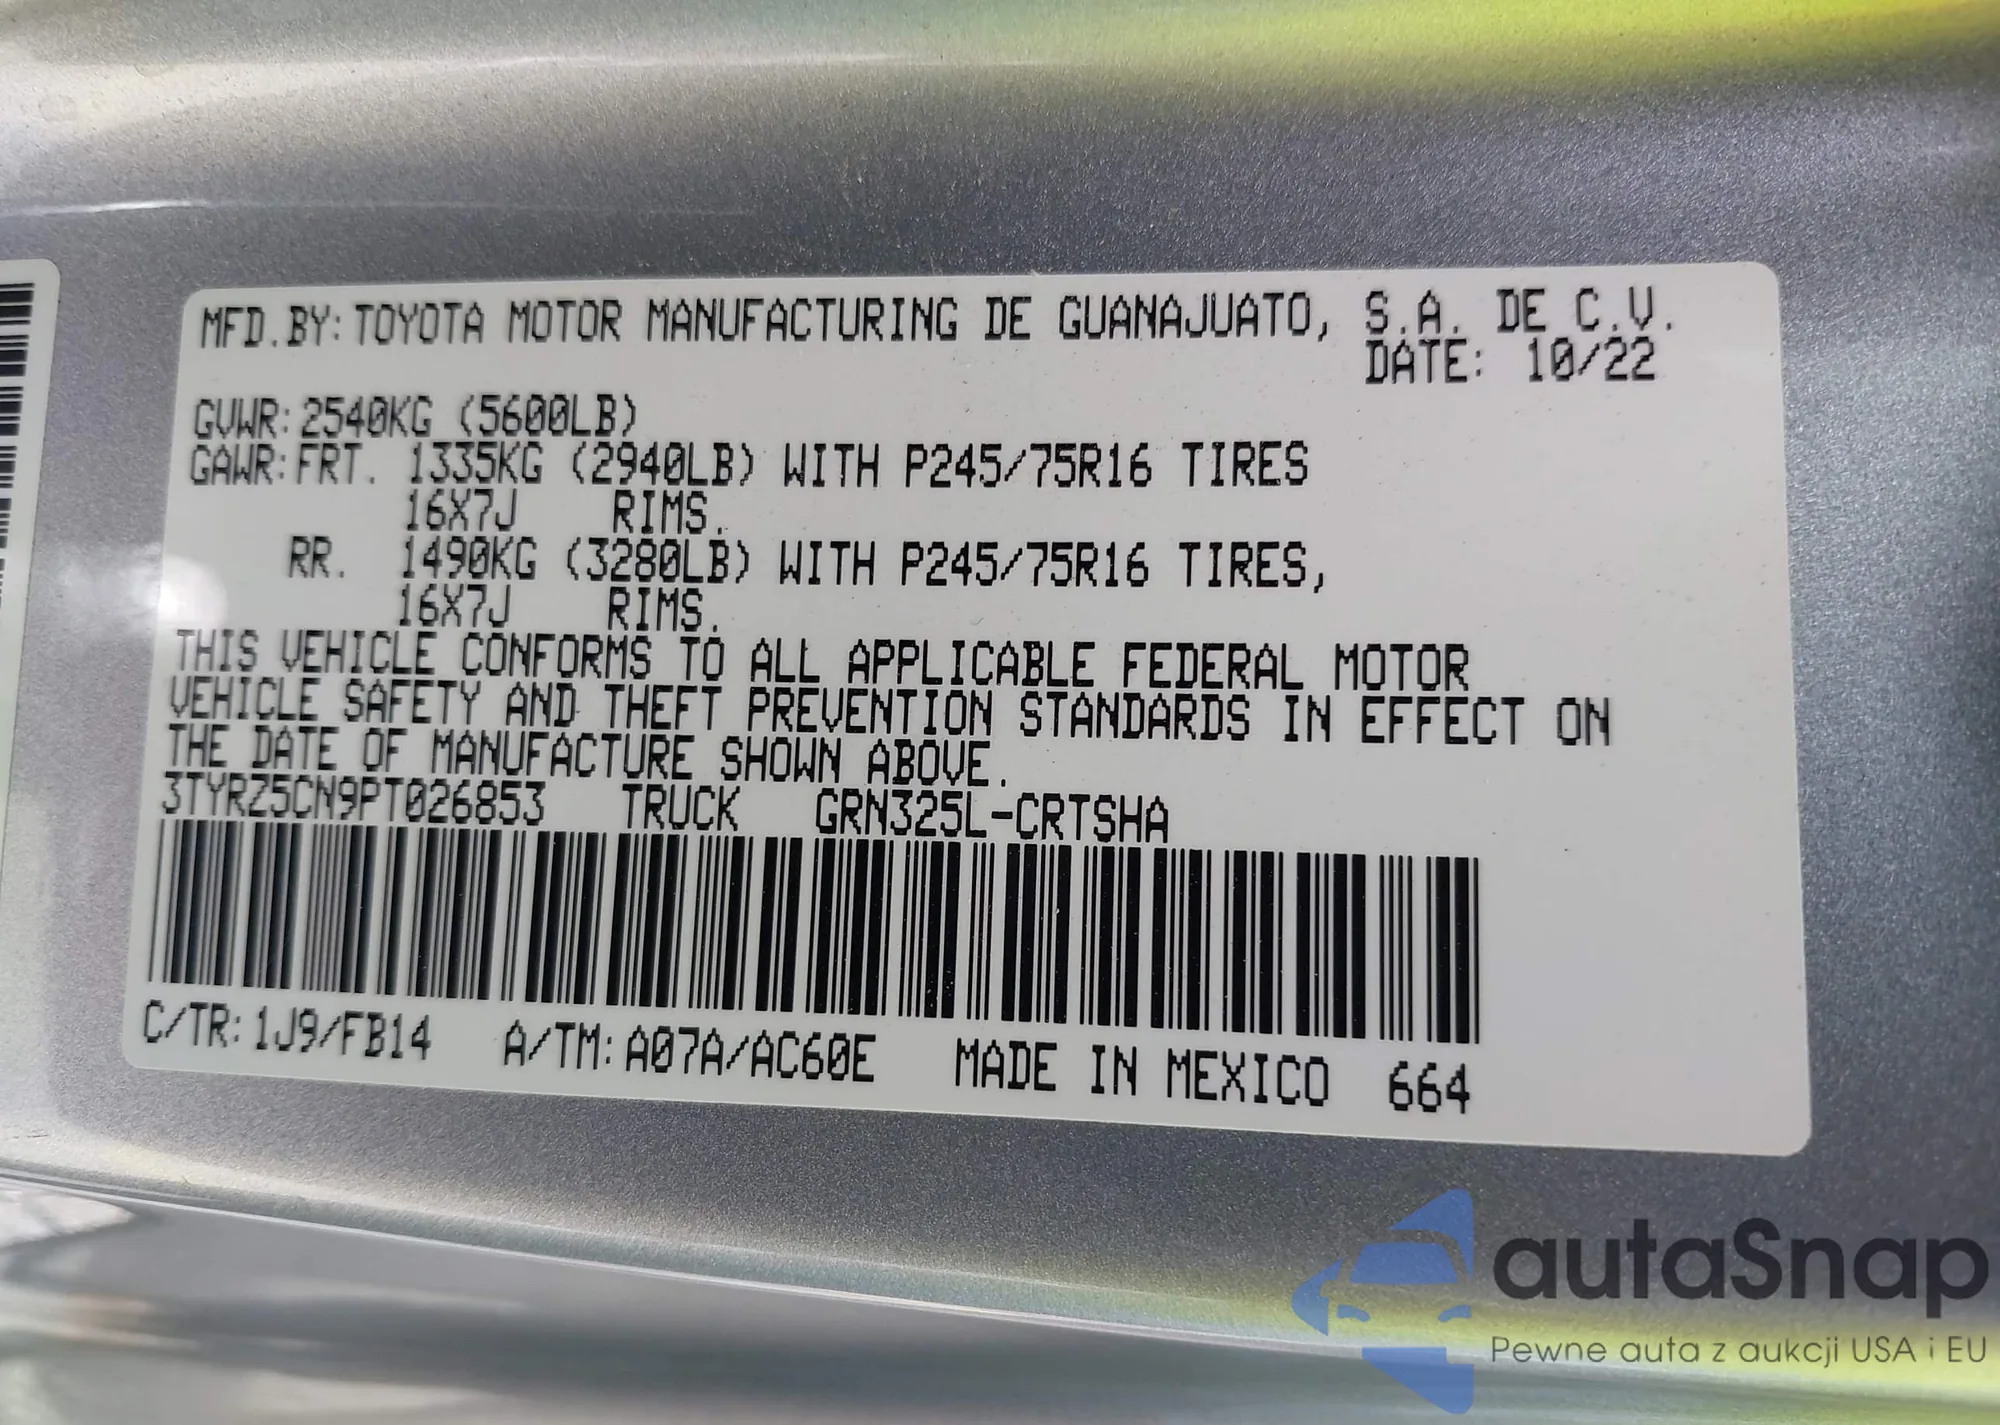 MFD.BY:TOYOTA MOTOR MANUFACTURING DE GUANAJUATO, S.A. DE C.V.
DATE: 10/22
GVWR:2540KG (5600LB)
GAWR:FRT. 1335KG (2940LB) WITH P245/75R16 TIRES
16X7J RIMS.
RR. 1490KG (3280LB) WITH P245/75R16 TIRES,
16X7J RIMS.
THIS VEHICLE CONFORMS TO ALL APPLICABLE FEDERAL MOTOR
VEHICLE SAFETY AND THEFT PREVENTION STANDARDS IN EFFECT ON
THE DATE OF MANUFACTURE SHOWN ABOVE.
3TYRZ5CN9PT026853 TRUCK GRN325L-CRTSHA
C/TR:1J9/FB14 A/TM:A07A/AC60E MADE IN MEXICO 664
autaSnap
Pewne auta z aukcji USA i EU